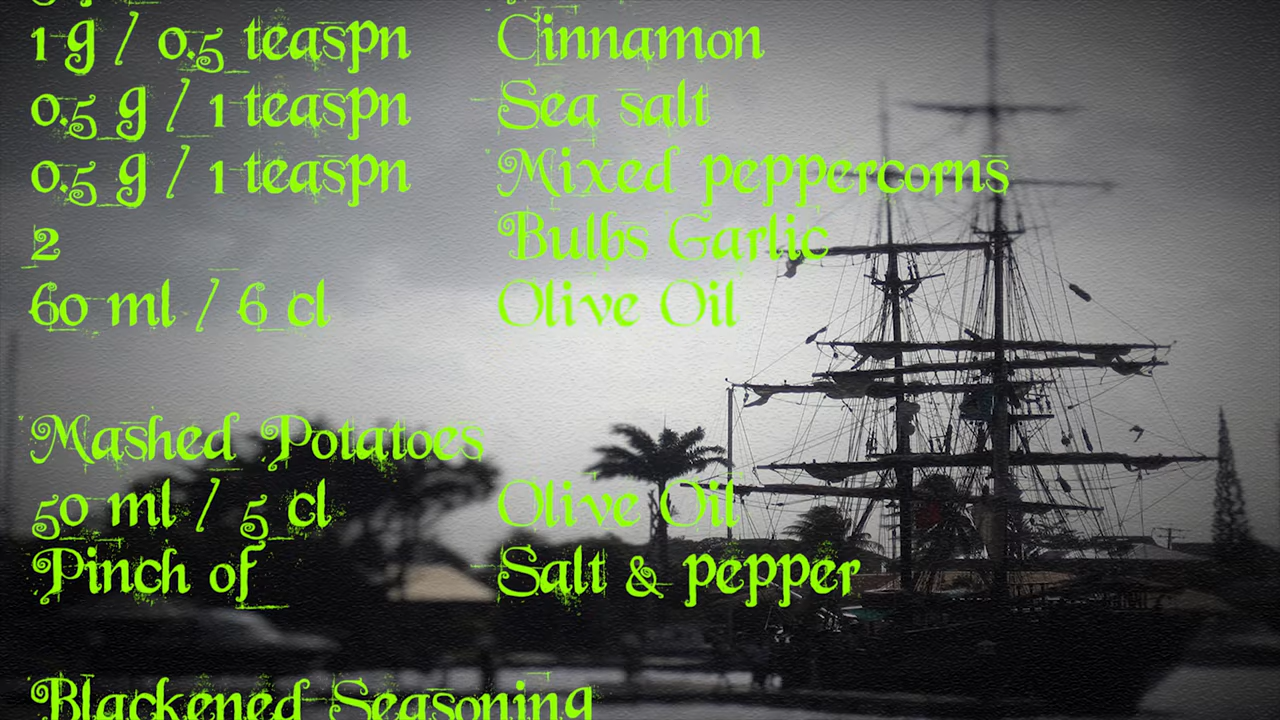 1 g / 0.5 teaspn Cinnamon
0.5 g / 1 teaspn Sea salt
0.5 g / 1 teaspn Mixed peppercorns
2 Bulbs Garlic
60 ml / 6 cl Olive Oil
Mashed Potatoes
50 ml / 5 cl Olive Oil
Pinch of Salt & pepper
Blackened Seasoning